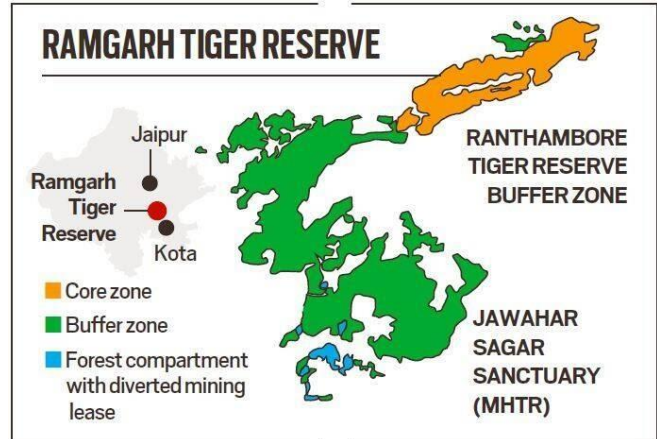 RAMGARH TIGER RESERVE
Jaipur
Ramgarh
Tiger
Reserve
Kota
RANTHAMBORE
TIGER RESERVE
BUFFER ZONE
Core zone
Buffer zone
Forest compartment
with diverted mining
lease
JAWAHAR
SAGAR
SANCTUARY
(MHTR)